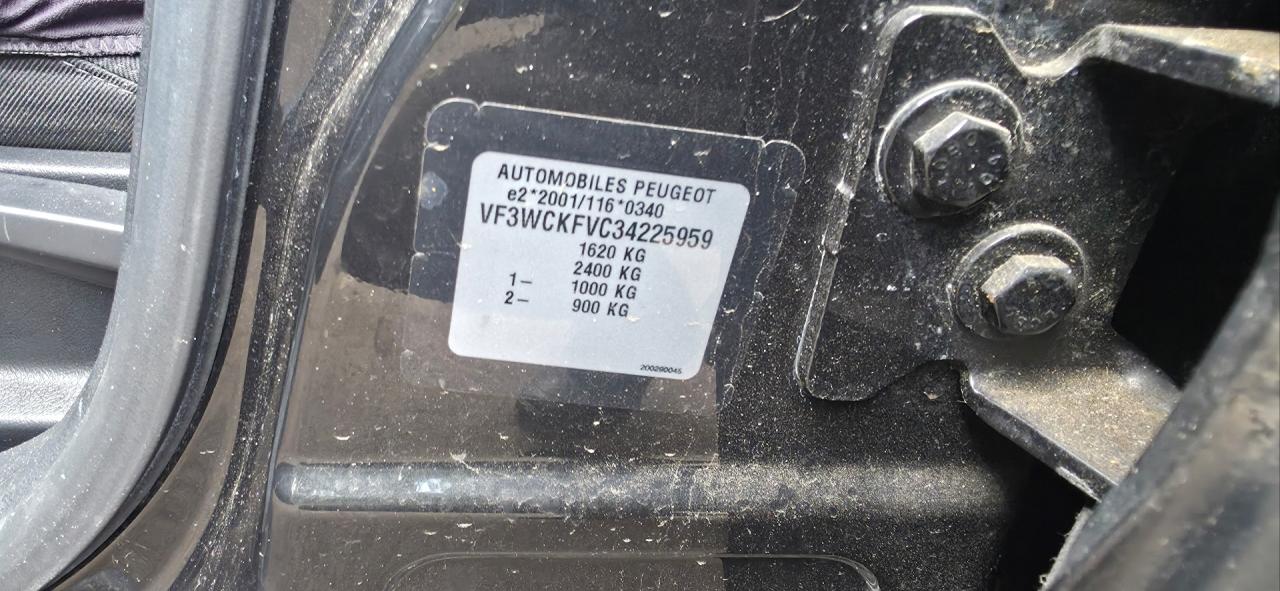 AUTOMOBILES PEUGEOT
e2*2001/116*0340
VF3WCKFVC34225959
1620 KG
2400 KG
1– 1000 KG
2– 900 KG
200290045